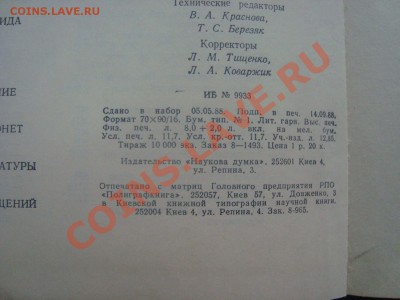 COINS.LAVE.RU
Технические редакторы
В. А. Краснова,
Т. С. Березяк
Корректоры
Л. М. Тищенко,
Л. А. Коваржик
ИБ № 9933
Сдано в набор 05.05.88. Подп. в печ. 14.09.88.
Формат 70×90/16. Бум. тип. № 1. Лит. гарн. Выс. печ.
Физ. печ. л. 8,0 + 2,0 л. вкл. на мел. бум.
Усл. печ. л. 11,7. Усл. кр.-отт. 11,7. Уч.-изд. л.
Тираж 10 000 экз. Заказ 8—1493. Цена 1 р. 20 к.
Издательство «Наукова думка». 252601 Киев 4,
ул. Репина, 3.
Отпечатано с матриц Головного предприятия РПО
«Полиграфкнига». 252057, Киев 57, ул. Довженко, 3
в Киевской книжной типографии научной книги.
252004 Киев 4, ул. Репина, 4. Зак. 8-965.
ИДА
НИЕ
ОНЕТ
АТУРЫ
ЩЕНИЙ
COINS.LAVE.RU